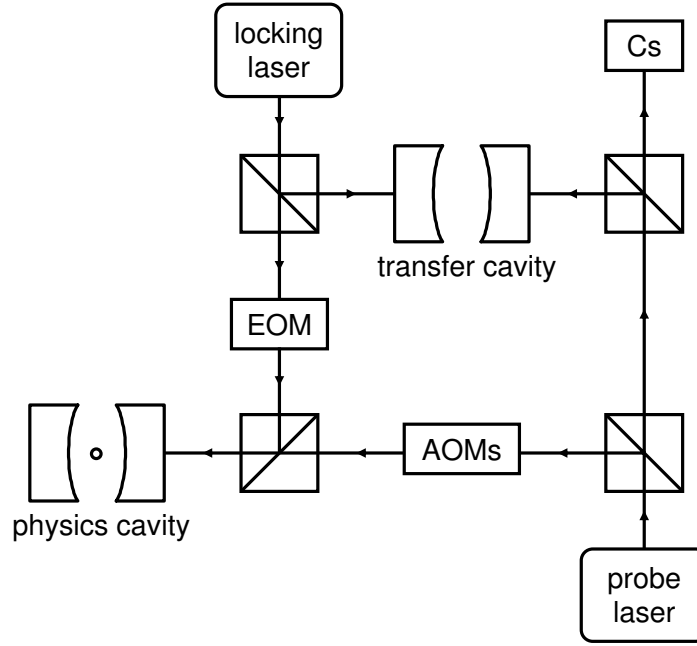 locking
laser
Cs
transfer cavity
EOM
AOMs
physics cavity
probe
laser